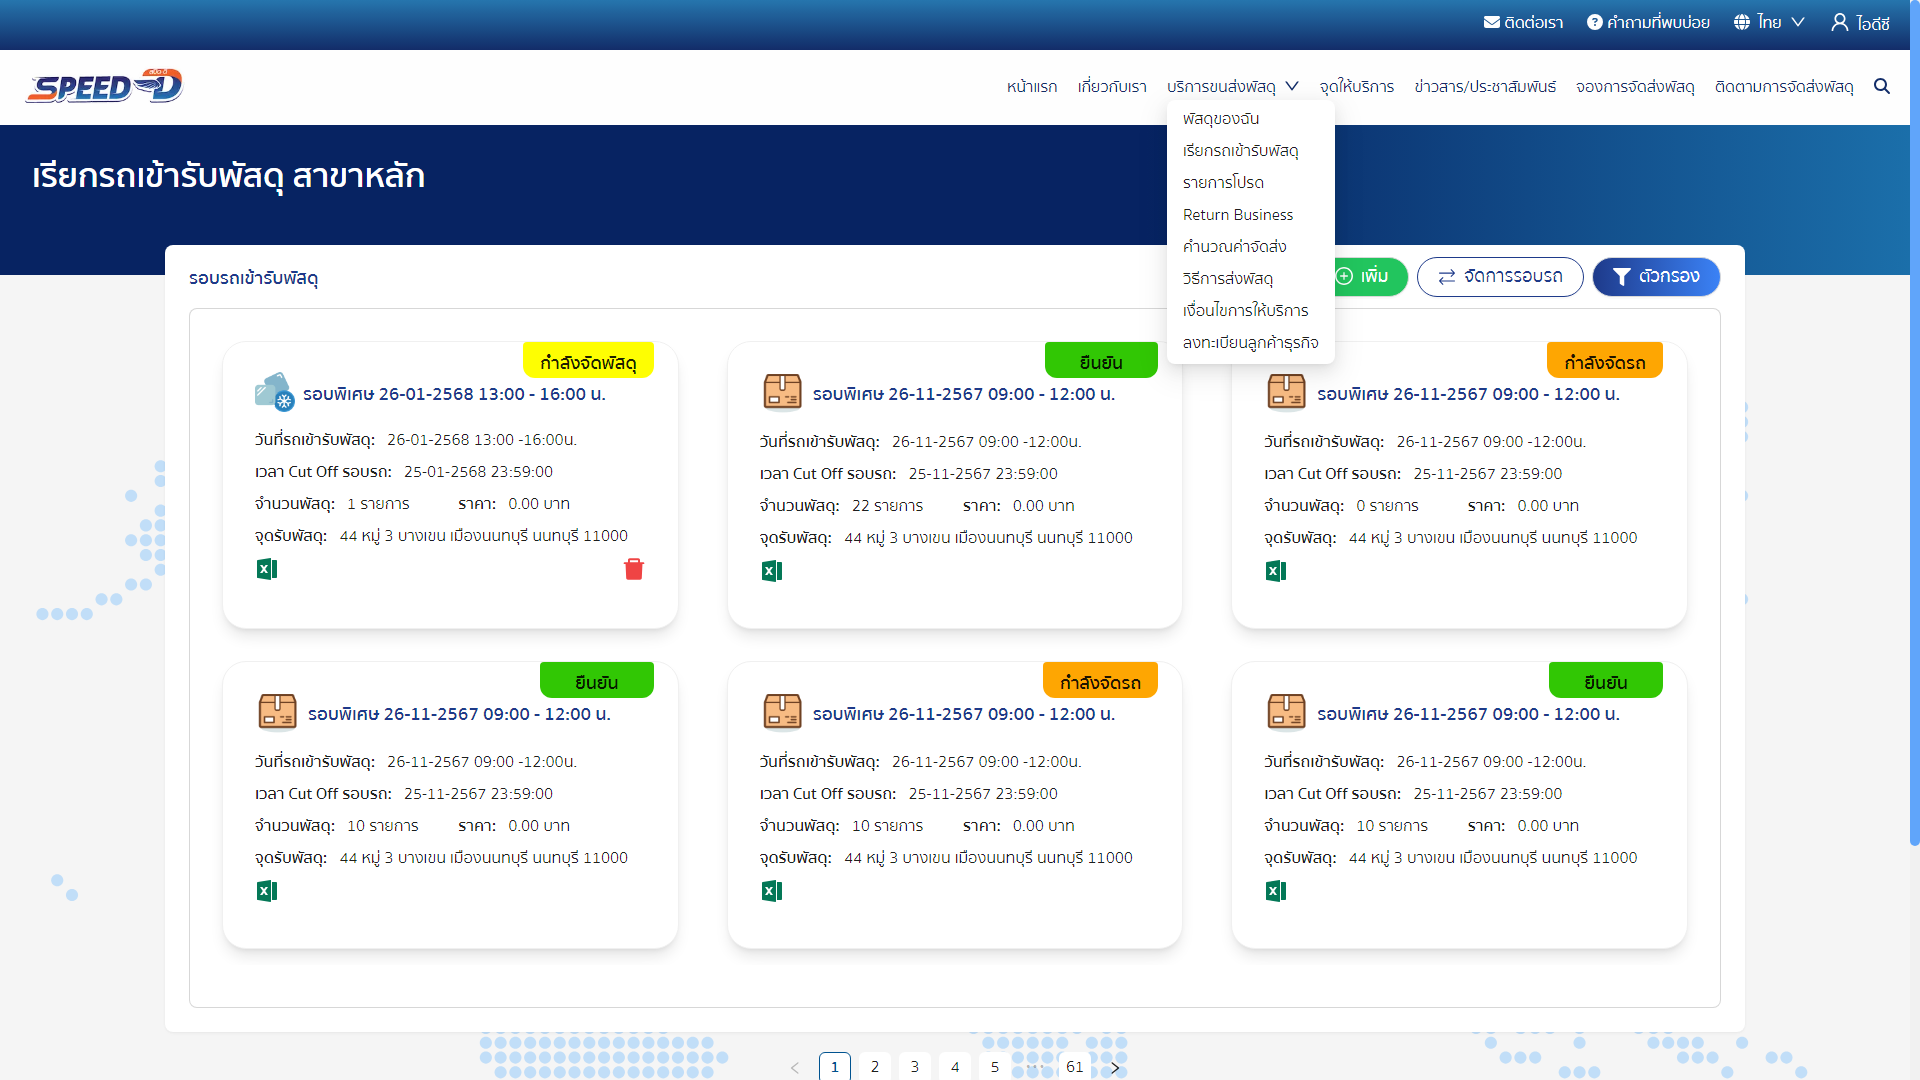 ติดต่อเรา คำถามที่พบบ่อย ไทย ไอดีซี
SPEED-D
หน้าแรก เกี่ยวกับเรา บริการขนส่งพัสดุ จุดให้บริการ ข่าวสาร/ประชาสัมพันธ์ จองการจัดส่งพัสดุ ติดตามการจัดส่งพัสดุ
พัสดุของฉัน
เรียกรถเข้ารับพัสดุ
รายการโปรด
Return Business
คำนวณค่าจัดส่ง
วิธีการส่งพัสดุ
เงื่อนไขการให้บริการ
ลงทะเบียนลูกค้าธุรกิจ
เรียกรถเข้ารับพัสดุ สาขาหลัก
รอบรถเข้ารับพัสดุ
เพิ่ม จัดการรอบรถ ตัวกรอง
กำลังจัดพัสดุ
รอบพิเศษ 26-01-2568 13:00 - 16:00 น.
วันที่รถเข้ารับพัสดุ: 26-01-2568 13:00 -16:00น.
เวลา Cut Off รอบรถ: 25-01-2568 23:59:00
จำนวนพัสดุ: 1 รายการ ราคา: 0.00 บาท
จุดรับพัสดุ: 44 หมู่ 3 บางเขน เมืองนนทบุรี นนทบุรี 11000
ยืนยัน
รอบพิเศษ 26-11-2567 09:00 - 12:00 น.
วันที่รถเข้ารับพัสดุ: 26-11-2567 09:00 -12:00น.
เวลา Cut Off รอบรถ: 25-11-2567 23:59:00
จำนวนพัสดุ: 22 รายการ ราคา: 0.00 บาท
จุดรับพัสดุ: 44 หมู่ 3 บางเขน เมืองนนทบุรี นนทบุรี 11000
กำลังจัดรถ
รอบพิเศษ 26-11-2567 09:00 - 12:00 น.
วันที่รถเข้ารับพัสดุ: 26-11-2567 09:00 -12:00น.
เวลา Cut Off รอบรถ: 25-11-2567 23:59:00
จำนวนพัสดุ: 0 รายการ ราคา: 0.00 บาท
จุดรับพัสดุ: 44 หมู่ 3 บางเขน เมืองนนทบุรี นนทบุรี 11000
ยืนยัน
รอบพิเศษ 26-11-2567 09:00 - 12:00 น.
วันที่รถเข้ารับพัสดุ: 26-11-2567 09:00 -12:00น.
เวลา Cut Off รอบรถ: 25-11-2567 23:59:00
จำนวนพัสดุ: 10 รายการ ราคา: 0.00 บาท
จุดรับพัสดุ: 44 หมู่ 3 บางเขน เมืองนนทบุรี นนทบุรี 11000
กำลังจัดรถ
รอบพิเศษ 26-11-2567 09:00 - 12:00 น.
วันที่รถเข้ารับพัสดุ: 26-11-2567 09:00 -12:00น.
เวลา Cut Off รอบรถ: 25-11-2567 23:59:00
จำนวนพัสดุ: 10 รายการ ราคา: 0.00 บาท
จุดรับพัสดุ: 44 หมู่ 3 บางเขน เมืองนนทบุรี นนทบุรี 11000
ยืนยัน
รอบพิเศษ 26-11-2567 09:00 - 12:00 น.
วันที่รถเข้ารับพัสดุ: 26-11-2567 09:00 -12:00น.
เวลา Cut Off รอบรถ: 25-11-2567 23:59:00
จำนวนพัสดุ: 10 รายการ ราคา: 0.00 บาท
จุดรับพัสดุ: 44 หมู่ 3 บางเขน เมืองนนทบุรี นนทบุรี 11000
1 2 3 4 5 ••• 61